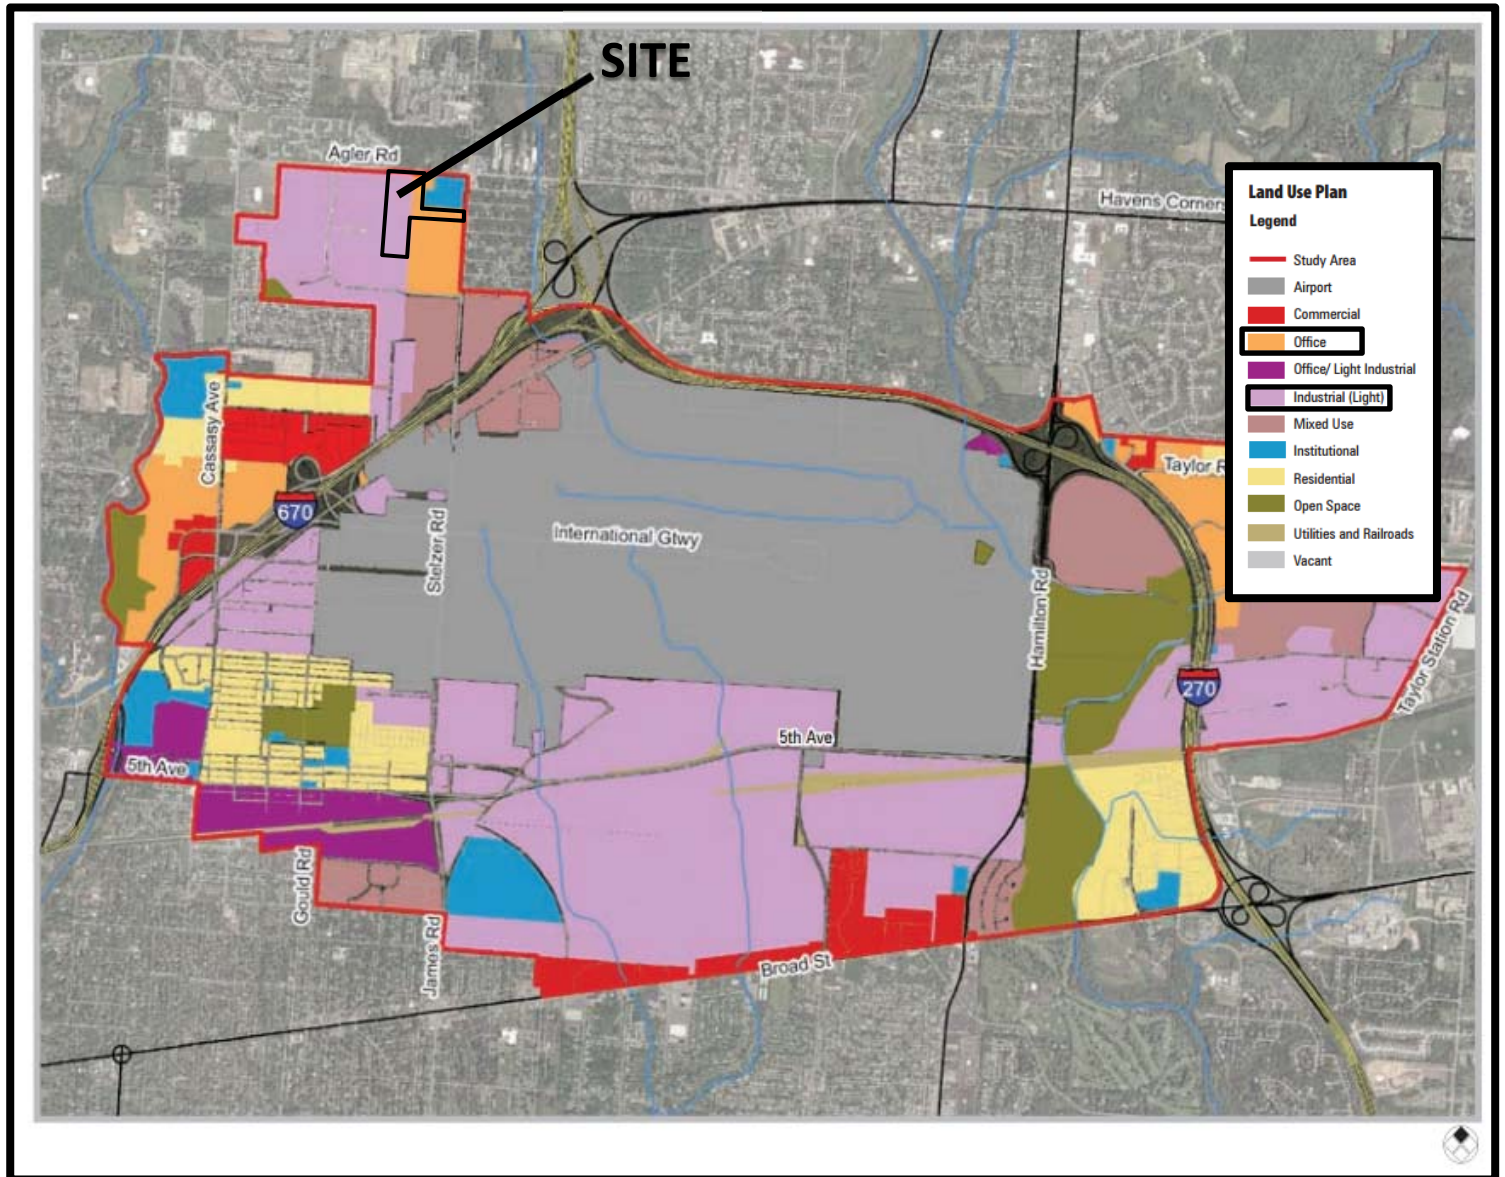 SITE
Agler Rd
Havens Corners
Land Use Plan
Legend
Study Area
Airport
Commercial
Office
Office/ Light Industrial
Industrial (Light)
Mixed Use
Institutional
Residential
Open Space
Utilities and Railroads
Vacant
Cassasy Ave
Taylor R
670
International Gtwy
Stelzer Rd
Hamilton Rd
Taylor Station Rd
270
5th Ave
5th Ave
Gould Rd
James Rd
Broad St